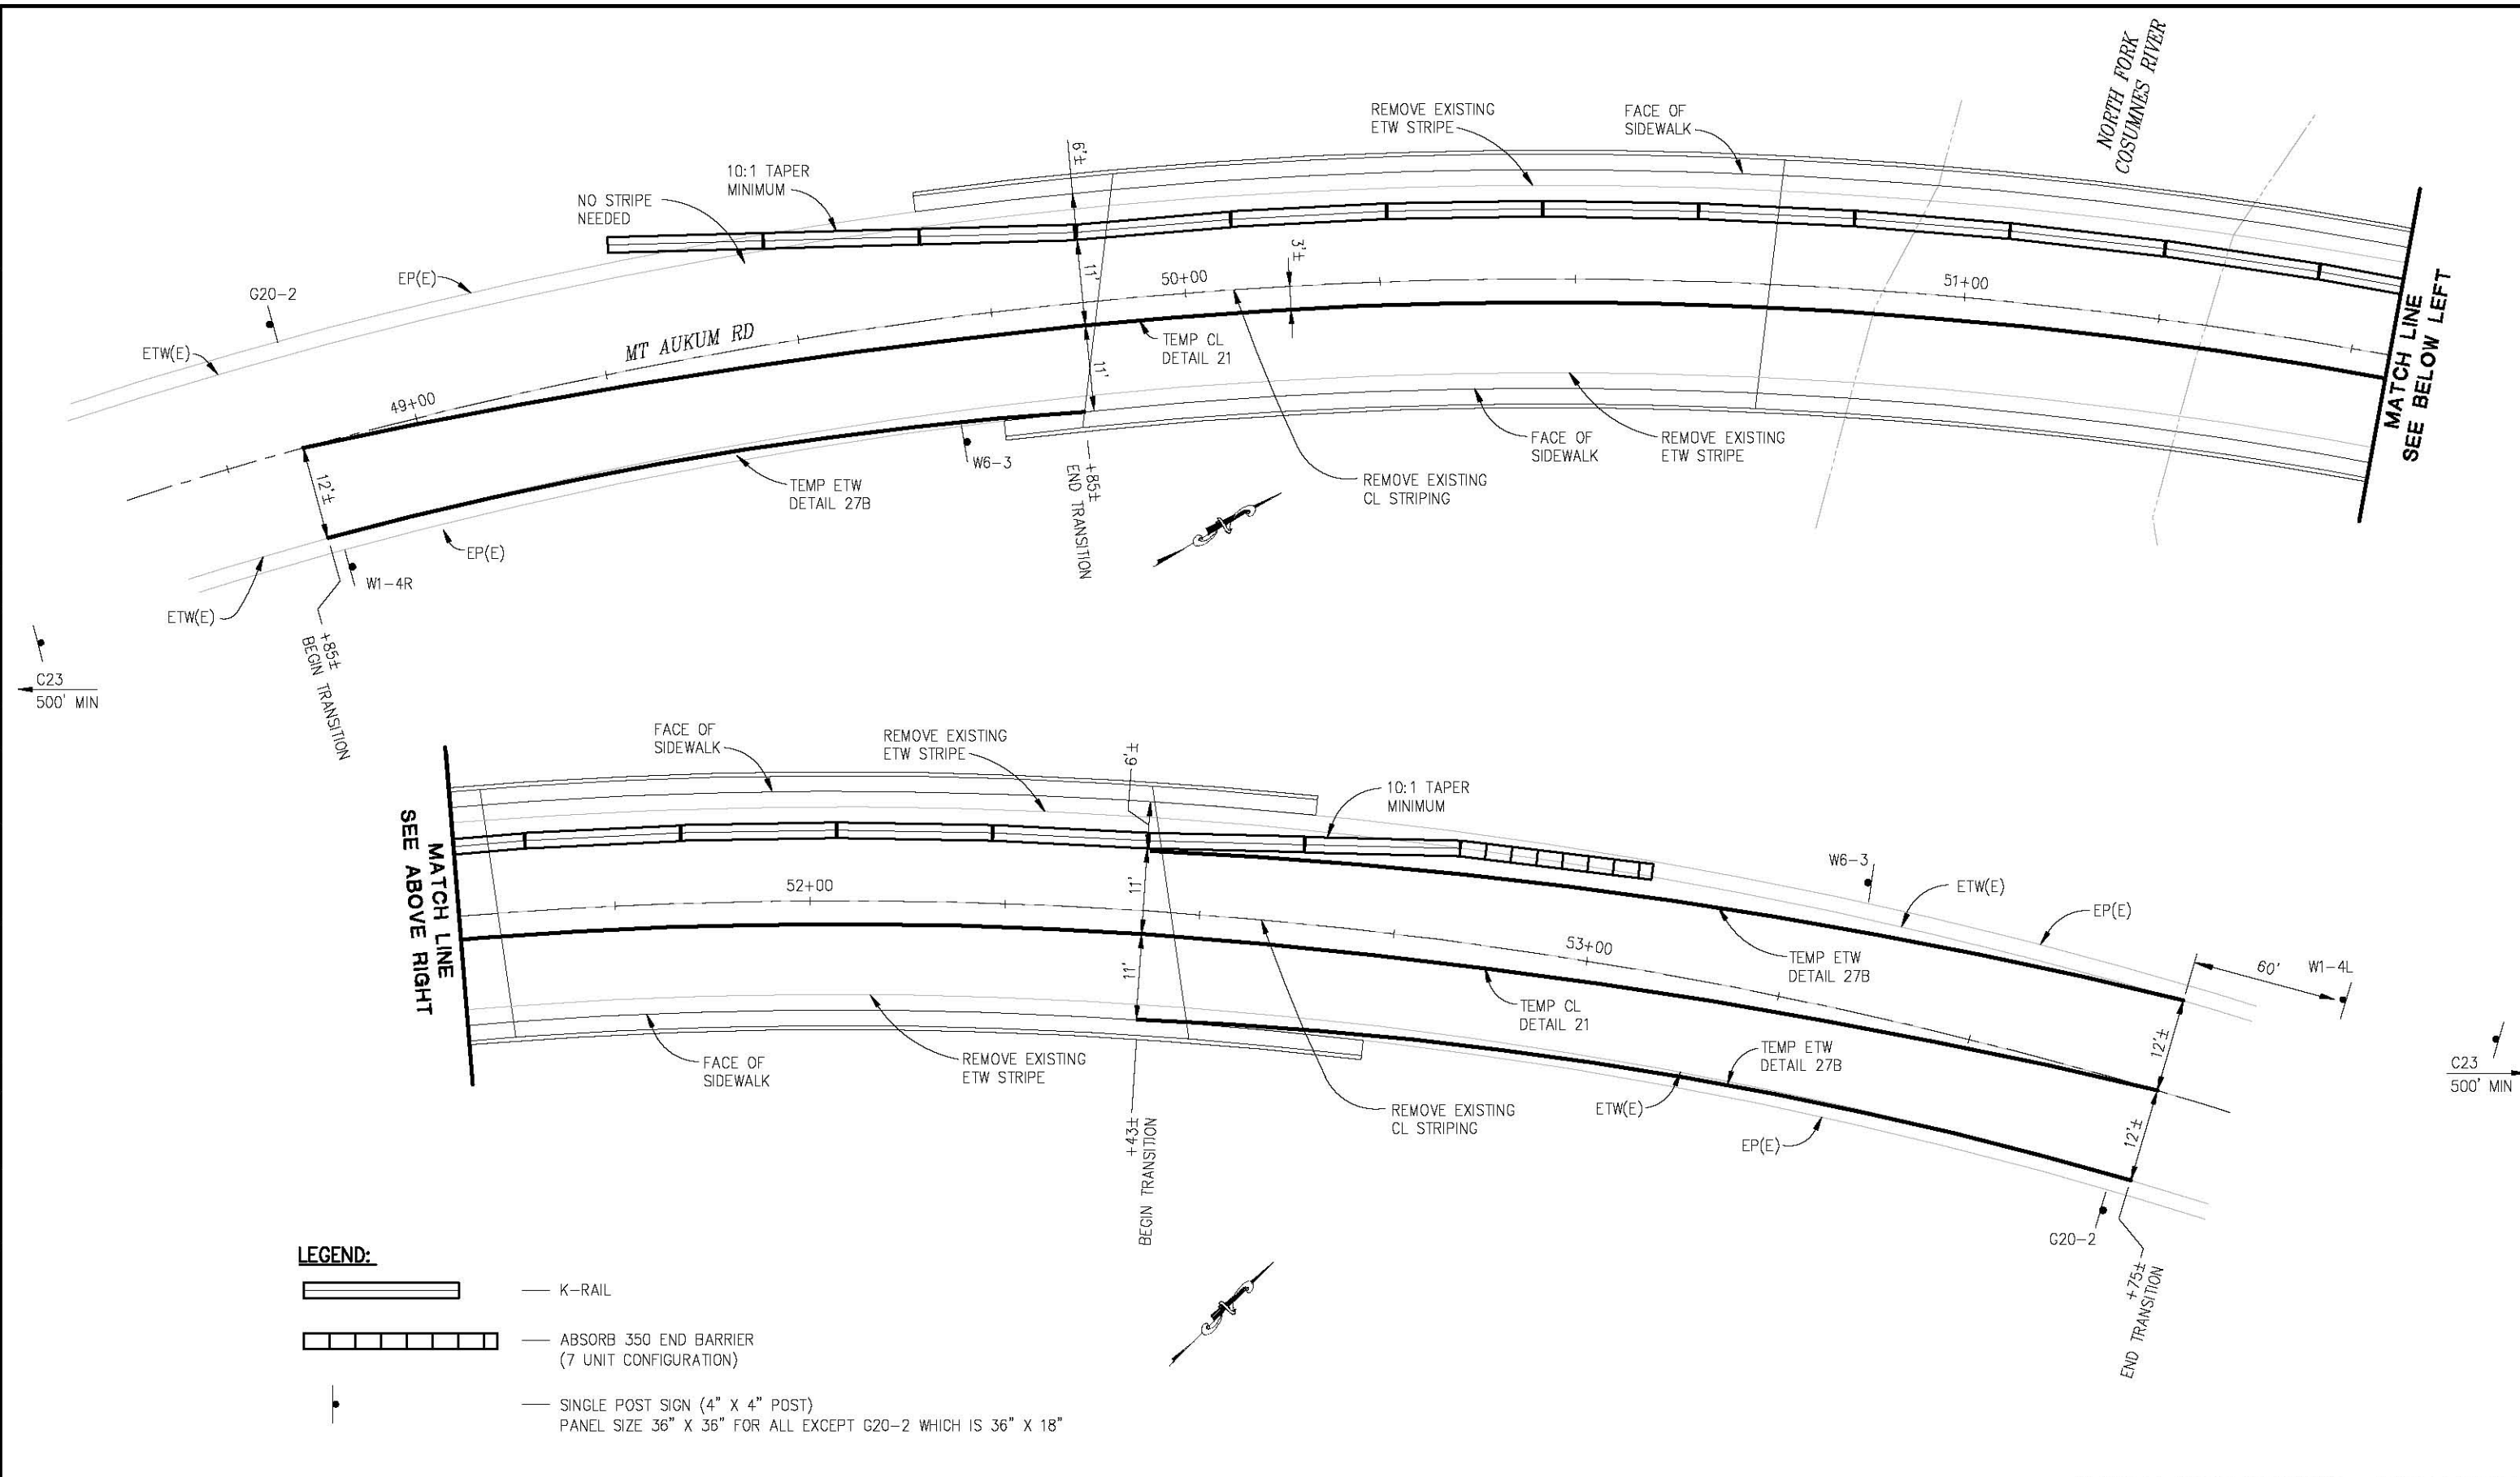 NORTH FORK
COSUMNES RIVER
REMOVE EXISTING
ETW STRIPE
FACE OF
SIDEWALK
6'±
10:1 TAPER
MINIMUM
NO STRIPE
NEEDED
EP(E)
G20-2
ETW(E)
MT AUKUM RD
11'
50+00
3'±
51+00
MATCH LINE
SEE BELOW LEFT
49+00
TEMP CL
DETAIL 21
11'
12'±
TEMP ETW
DETAIL 27B
W6-3
+85±
END TRANSITION
FACE OF
SIDEWALK
REMOVE EXISTING
ETW STRIPE
REMOVE EXISTING
CL STRIPING
EP(E)
W1-4R
ETW(E)
+85±
BEGIN TRANSITION
C23
500' MIN
FACE OF
SIDEWALK
REMOVE EXISTING
ETW STRIPE
6'±
10:1 TAPER
MINIMUM
MATCH LINE
SEE ABOVE RIGHT
52+00
11'
11'
53+00
W6-3
ETW(E)
EP(E)
TEMP ETW
DETAIL 27B
60'
W1-4L
TEMP CL
DETAIL 21
12'±
12'±
C23
500' MIN
FACE OF
SIDEWALK
REMOVE EXISTING
ETW STRIPE
TEMP ETW
DETAIL 27B
ETW(E)
REMOVE EXISTING
CL STRIPING
EP(E)
+43±
BEGIN TRANSITION
G20-2
+75±
END TRANSITION
LEGEND:
K-RAIL
ABSORB 350 END BARRIER
(7 UNIT CONFIGURATION)
SINGLE POST SIGN (4" X 4" POST)
PANEL SIZE 36" X 36" FOR ALL EXCEPT G20-2 WHICH IS 36" X 18"